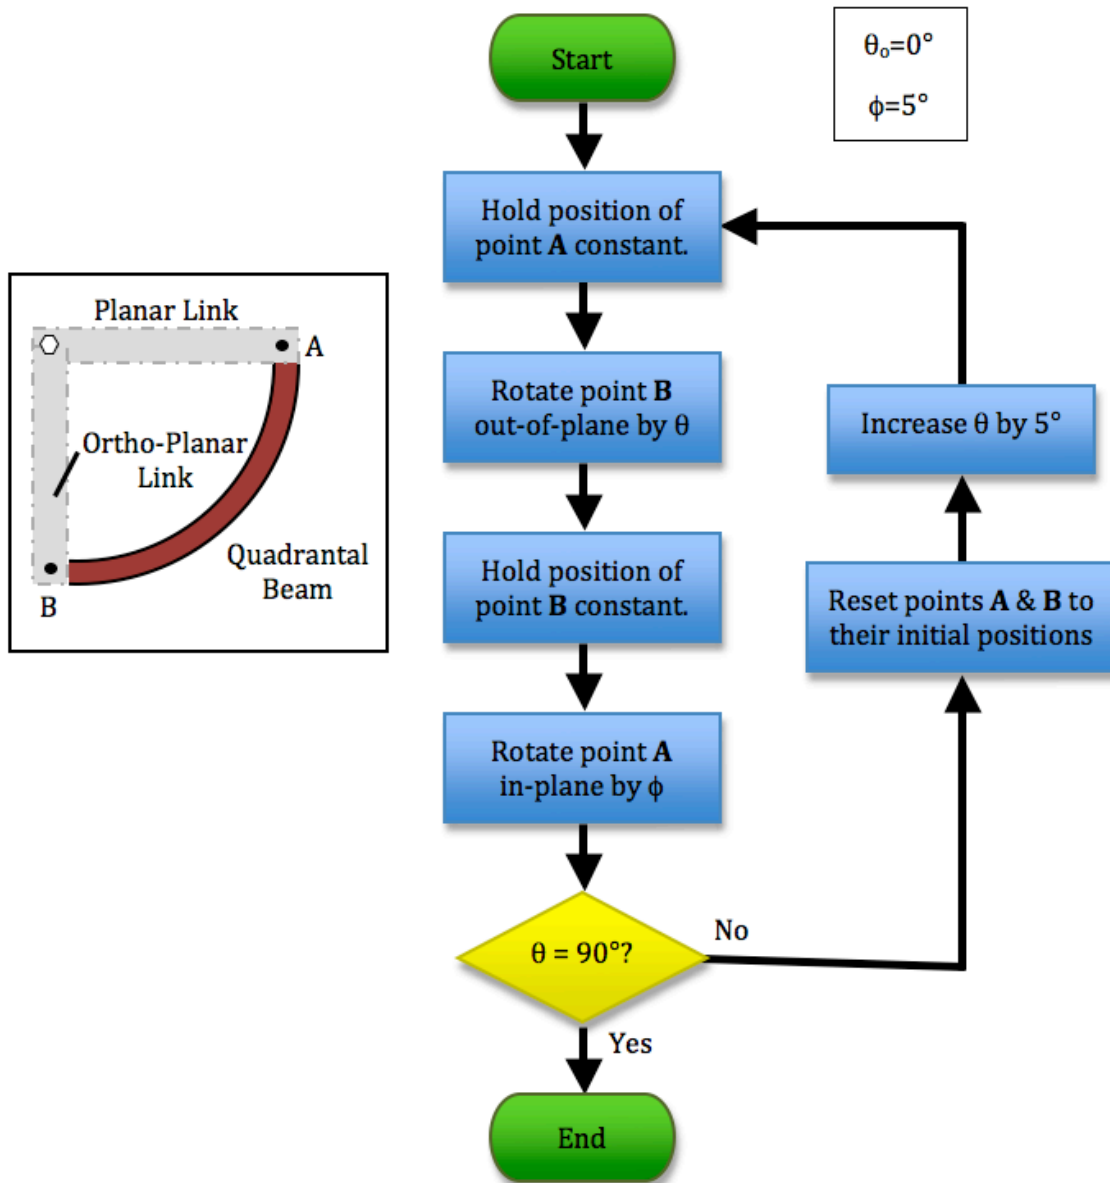 Start
θₒ=0°
ϕ=5°
Hold position of
point A constant.
Planar Link
A
Ortho-Planar
Link
Quadrantal
Beam
B
Rotate point B
out-of-plane by θ
Increase θ by 5°
Hold position of
point B constant.
Reset points A & B to
their initial positions
Rotate point A
in-plane by ϕ
θ = 90°?
No
Yes
End